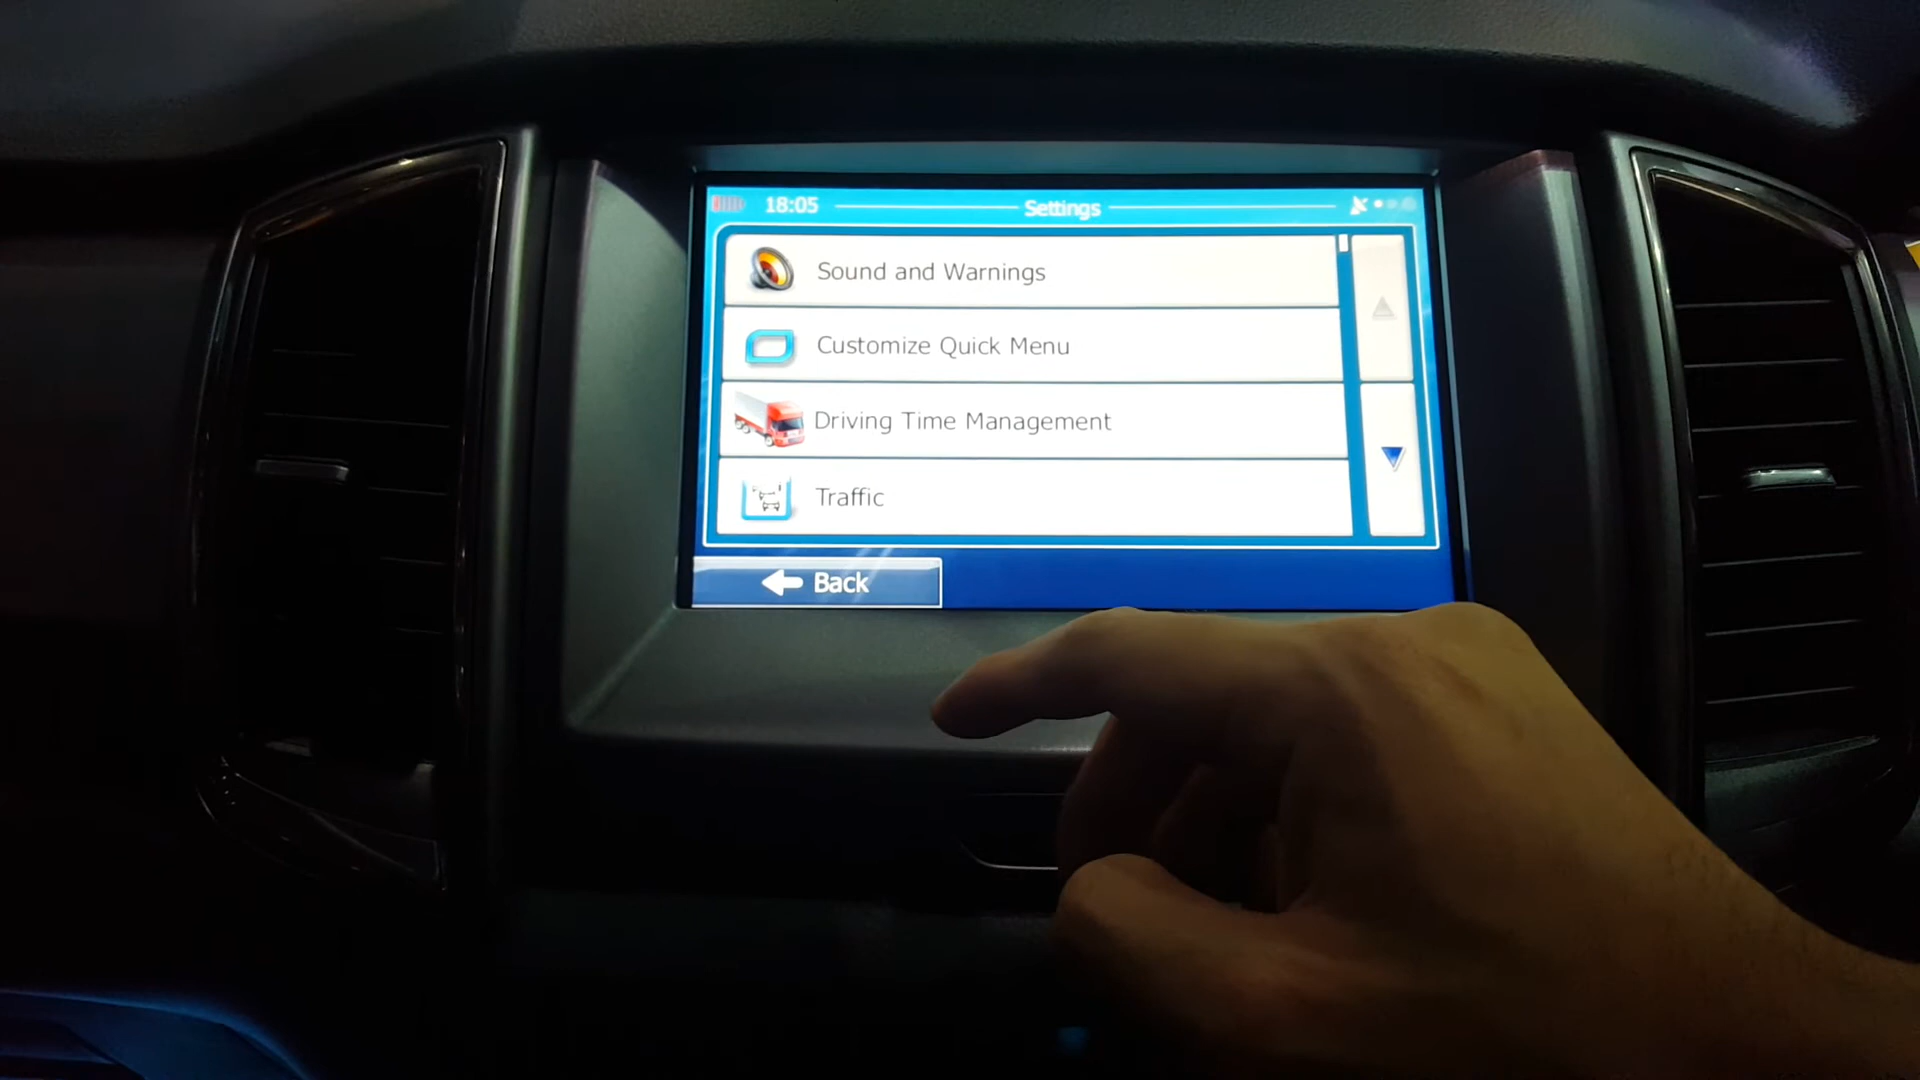 18:05
Settings
Sound and Warnings
Customize Quick Menu
Driving Time Management
Traffic
Back